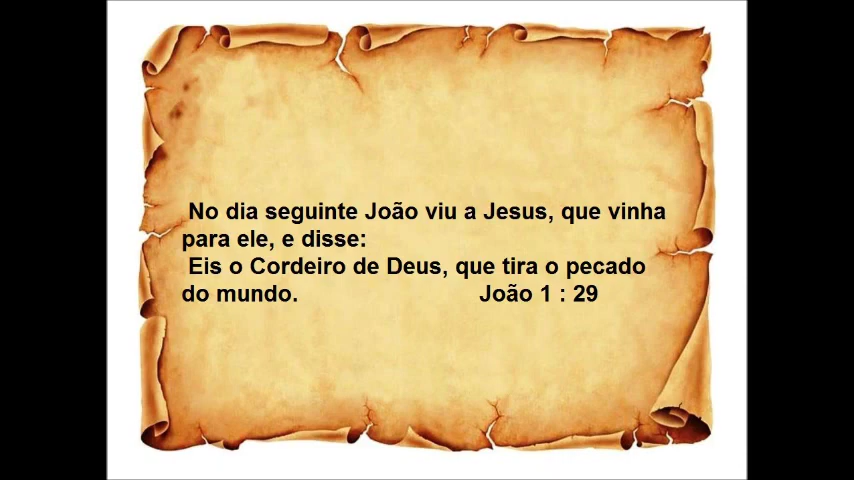 No dia seguinte João viu a Jesus, que vinha
para ele, e disse:
Eis o Cordeiro de Deus, que tira o pecado
do mundo. João 1 : 29